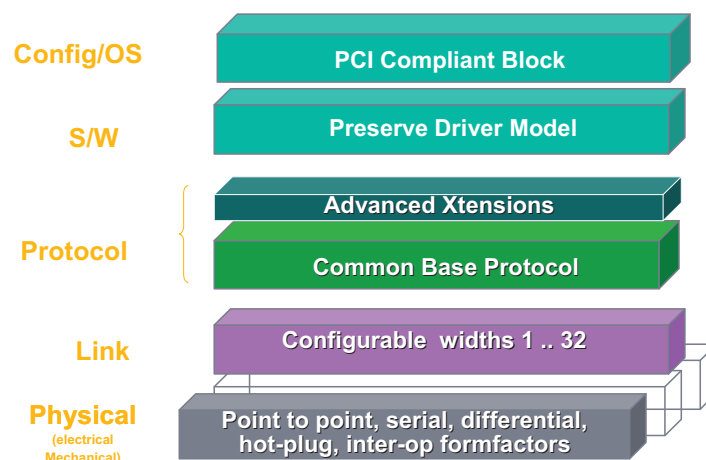 Config/OS
PCI Compliant Block
S/W
Preserve Driver Model
Advanced Xtensions
Protocol
Common Base Protocol
Link
Configurable widths 1 .. 32
Physical
(electrical
Mechanical)
Point to point, serial, differential,
hot-plug, inter-op formfactors